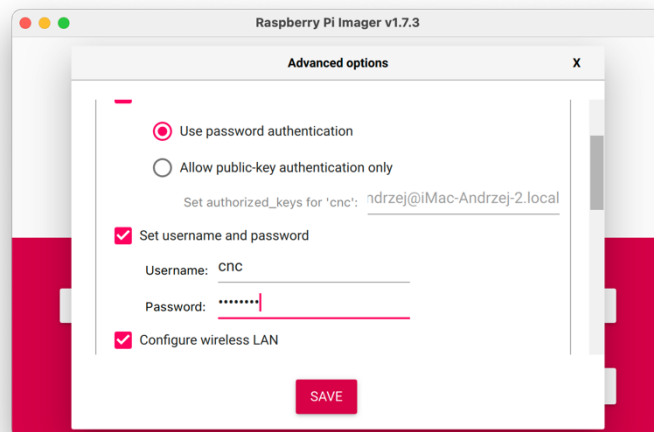 Raspberry Pi Imager v1.7.3
Advanced options X
Use password authentication
Allow public-key authentication only
Set authorized_keys for 'cnc': ndrzej@iMac-Andrzej-2.local
Set username and password
Username: cnc
Password: ••••••••
Configure wireless LAN
SAVE